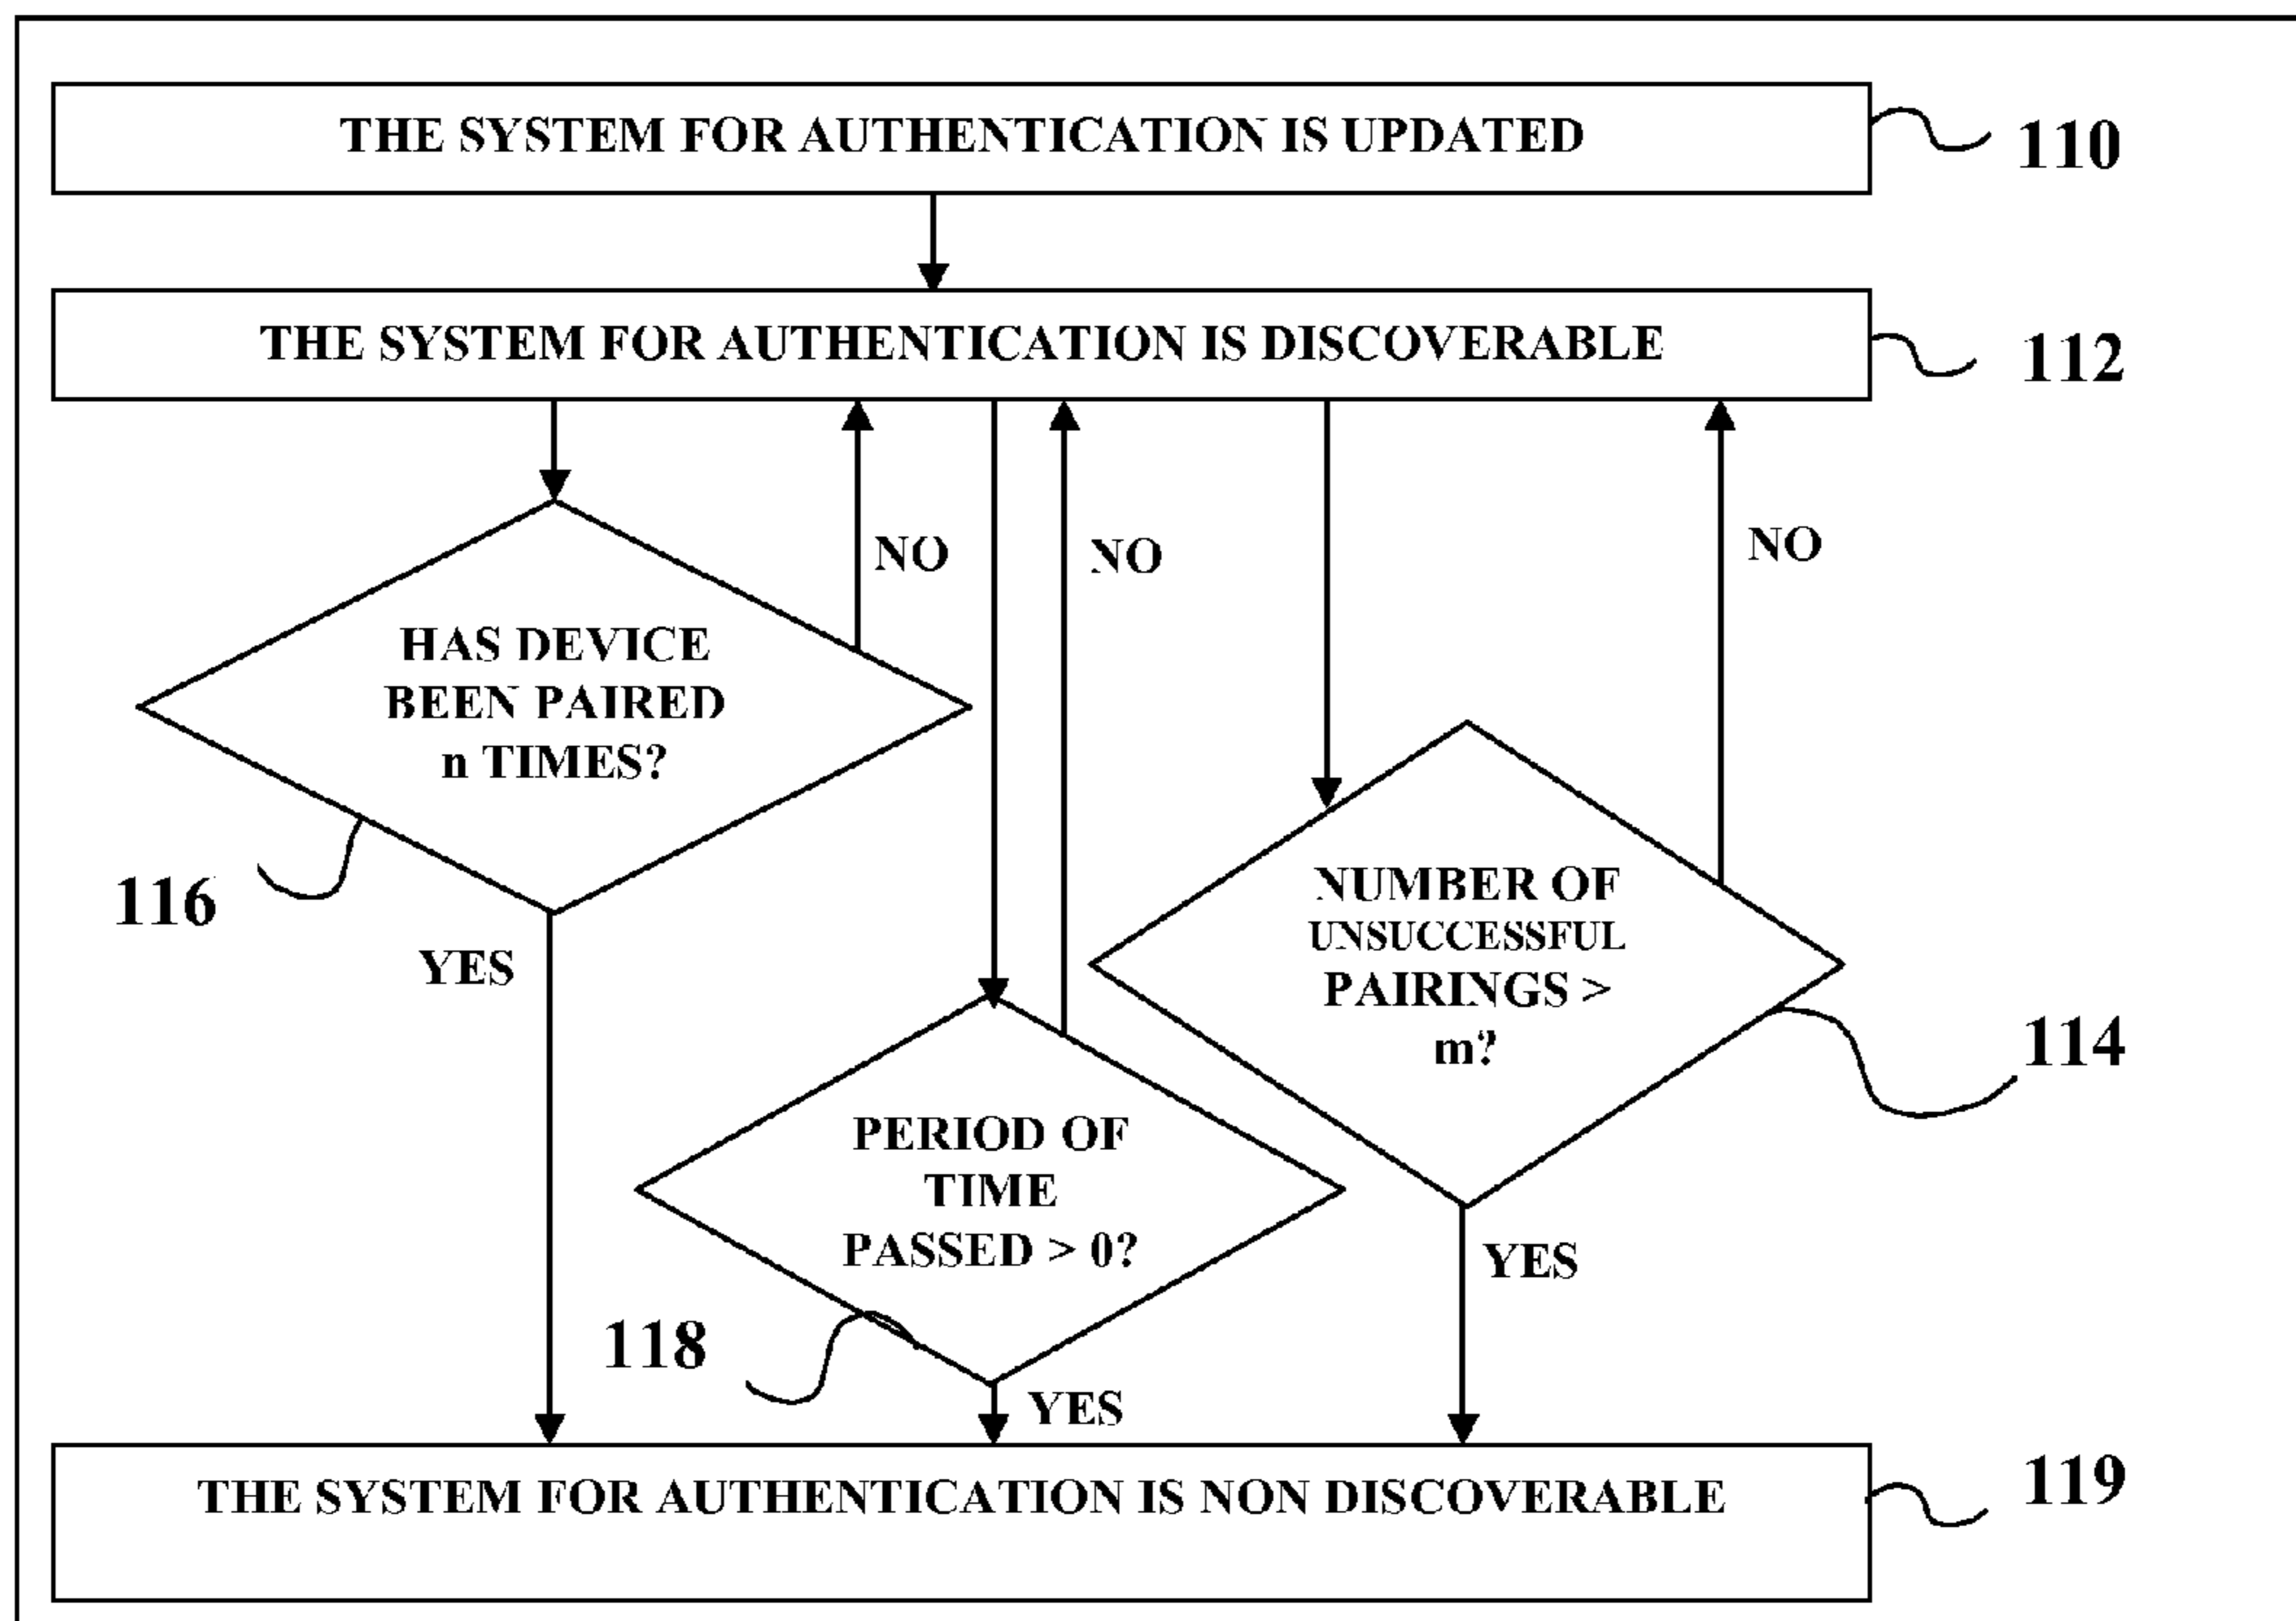 THE SYSTEM FOR AUTHENTICATION IS UPDATED
110
THE SYSTEM FOR AUTHENTICATION IS DISCOVERABLE
112
NO
NO
NO
HAS DEVICE
BEEN PAIRED
n TIMES?
116
YES
NUMBER OF
UNSUCCESSFUL
PAIRINGS >
m?
114
PERIOD OF
TIME
PASSED > 0?
118
YES
YES
THE SYSTEM FOR AUTHENTICATION IS NON DISCOVERABLE
119